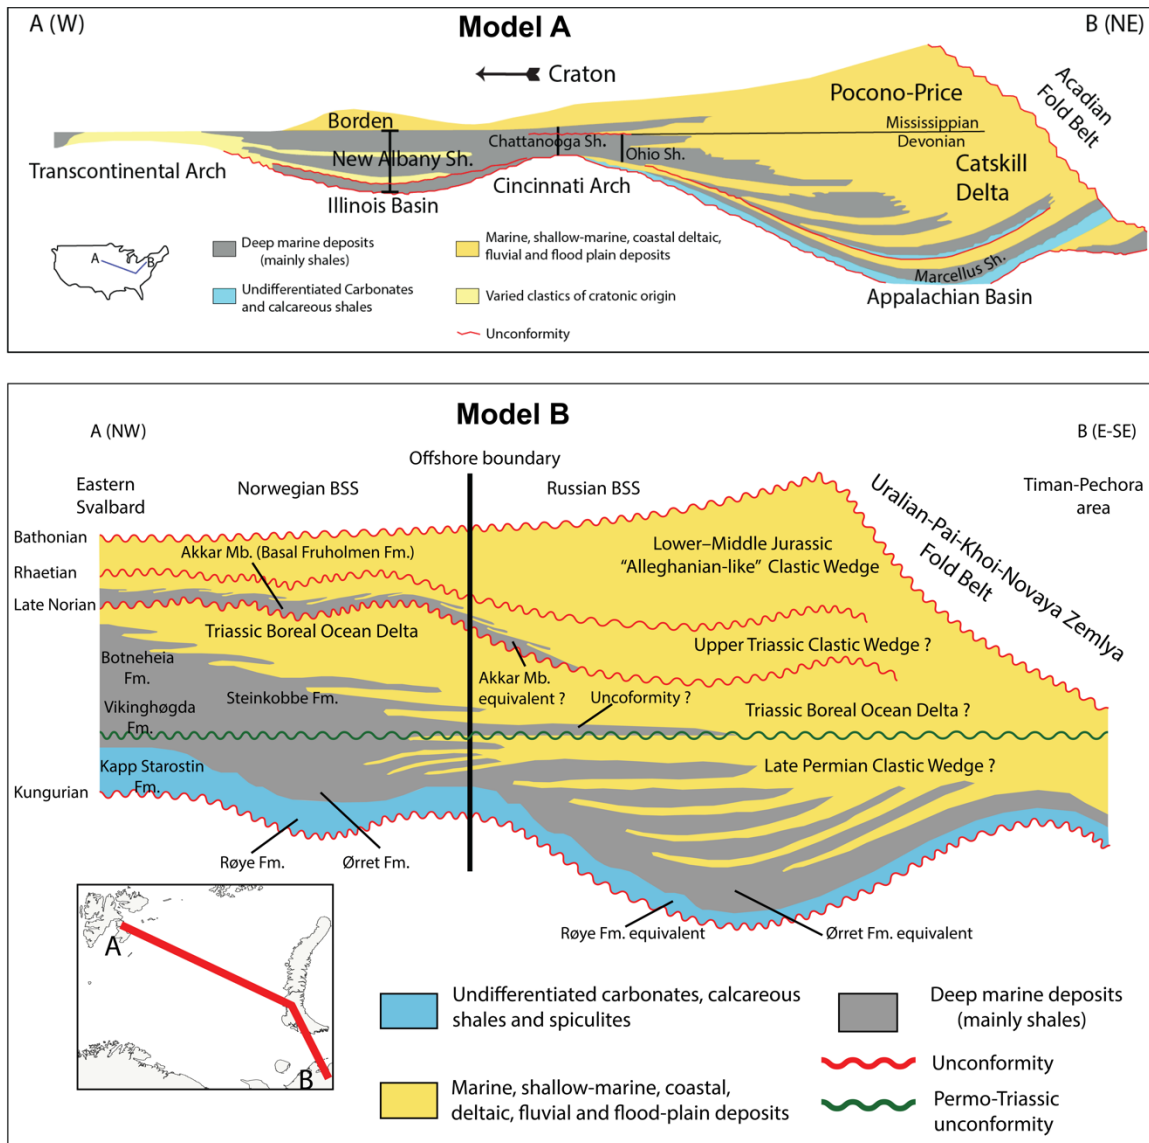 A (W)
Model A
B (NE)
Craton
Acadian
Fold Belt
Pocono-Price
Borden
Mississippian
Devonian
Chattanooga Sh.
Ohio Sh.
New Albany Sh.
Catskill
Delta
Transcontinental Arch
Cincinnati Arch
Illinois Basin
Marcellus Sh.
Appalachian Basin
A
B
Deep marine deposits
(mainly shales)
Marine, shallow-marine, coastal deltaic,
fluvial and flood plain deposits
Undifferentiated Carbonates
and calcareous shales
Varied clastics of cratonic origin
Unconformity
Model B
A (NW)
B (E-SE)
Offshore boundary
Eastern
Svalbard
Norwegian BSS
Russian BSS
Timan-Pechora
area
Uralian-Pai-Khoi-Novaya Zemlya
Fold Belt
Bathonian
Akkar Mb. (Basal Fruholmen Fm.)
Lower–Middle Jurassic
“Alleghanian-like” Clastic Wedge
Rhaetian
Late Norian
Triassic Boreal Ocean Delta
Upper Triassic Clastic Wedge ?
Botneheia
Fm.
Akkar Mb.
equivalent ?
Steinkobbe Fm.
Uncoformity ?
Vikinghøgda
Fm.
Triassic Boreal Ocean Delta ?
Kapp Starostin
Fm.
Late Permian Clastic Wedge ?
Kungurian
Røye Fm.
Ørret Fm.
Røye Fm. equivalent
Ørret Fm. equivalent
A
B
Undifferentiated carbonates, calcareous
shales and spiculites
Deep marine deposits
(mainly shales)
Unconformity
Marine, shallow-marine, coastal,
deltaic, fluvial and flood-plain deposits
Permo-Triassic
unconformity